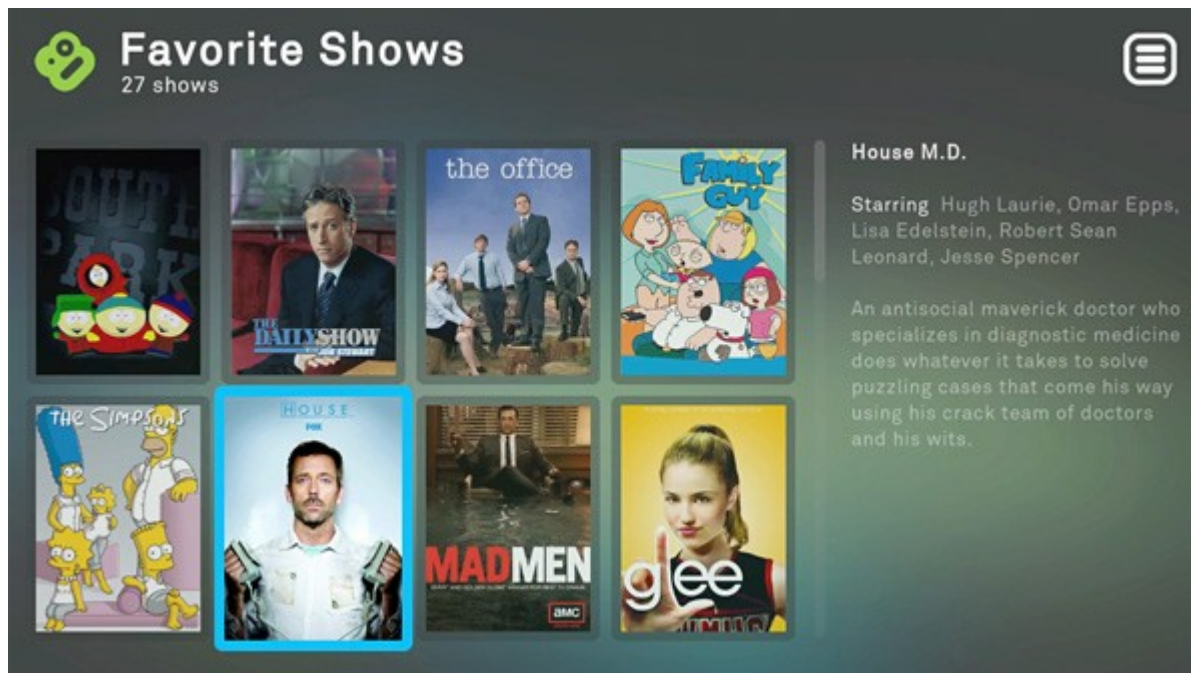 Favorite Shows
27 shows
SOUTH
PARK
THE
DAILY SHOW
WITH JON STEWART
the office
FAMILY
GUY
THE SIMPSONS
HOUSE
FOX
MAD MEN
amc
glee
House M.D.
Starring Hugh Laurie, Omar Epps,
Lisa Edelstein, Robert Sean
Leonard, Jesse Spencer
An antisocial maverick doctor who
specializes in diagnostic medicine
does whatever it takes to solve
puzzling cases that come his way
using his crack team of doctors
and his wits.